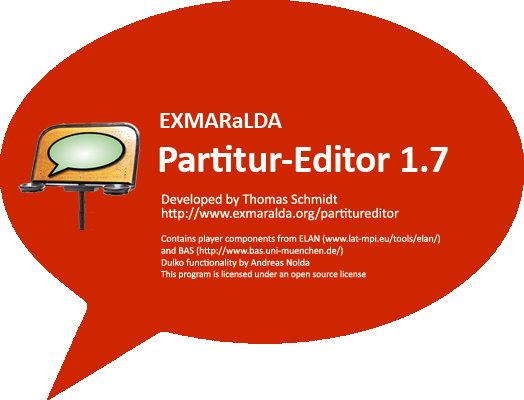 EXMARaLDA
Partitur-Editor 1.7
Developed by Thomas Schmidt
http://www.exmaralda.org/partitureditor
Contains player components from ELAN (www.lat-mpi.eu/tools/elan/)
and BAS (http://www.bas.uni-muenchen.de/)
Dulko functionality by Andreas Nolda
This program is licensed under an open source license